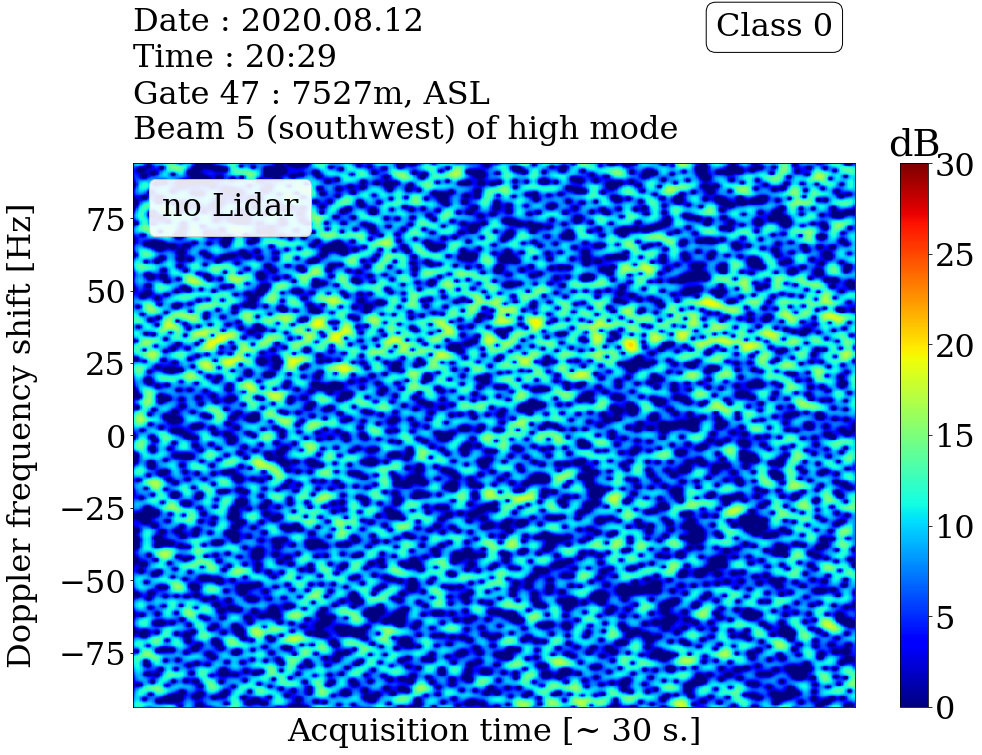 Date : 2020.08.12
Time : 20:29
Gate 47 : 7527m, ASL
Beam 5 (southwest) of high mode
Class 0
dB
no Lidar
Doppler frequency shift [Hz]
75
50
25
0
−25
−50
−75
30
25
20
15
10
5
0
Acquisition time [~ 30 s.]